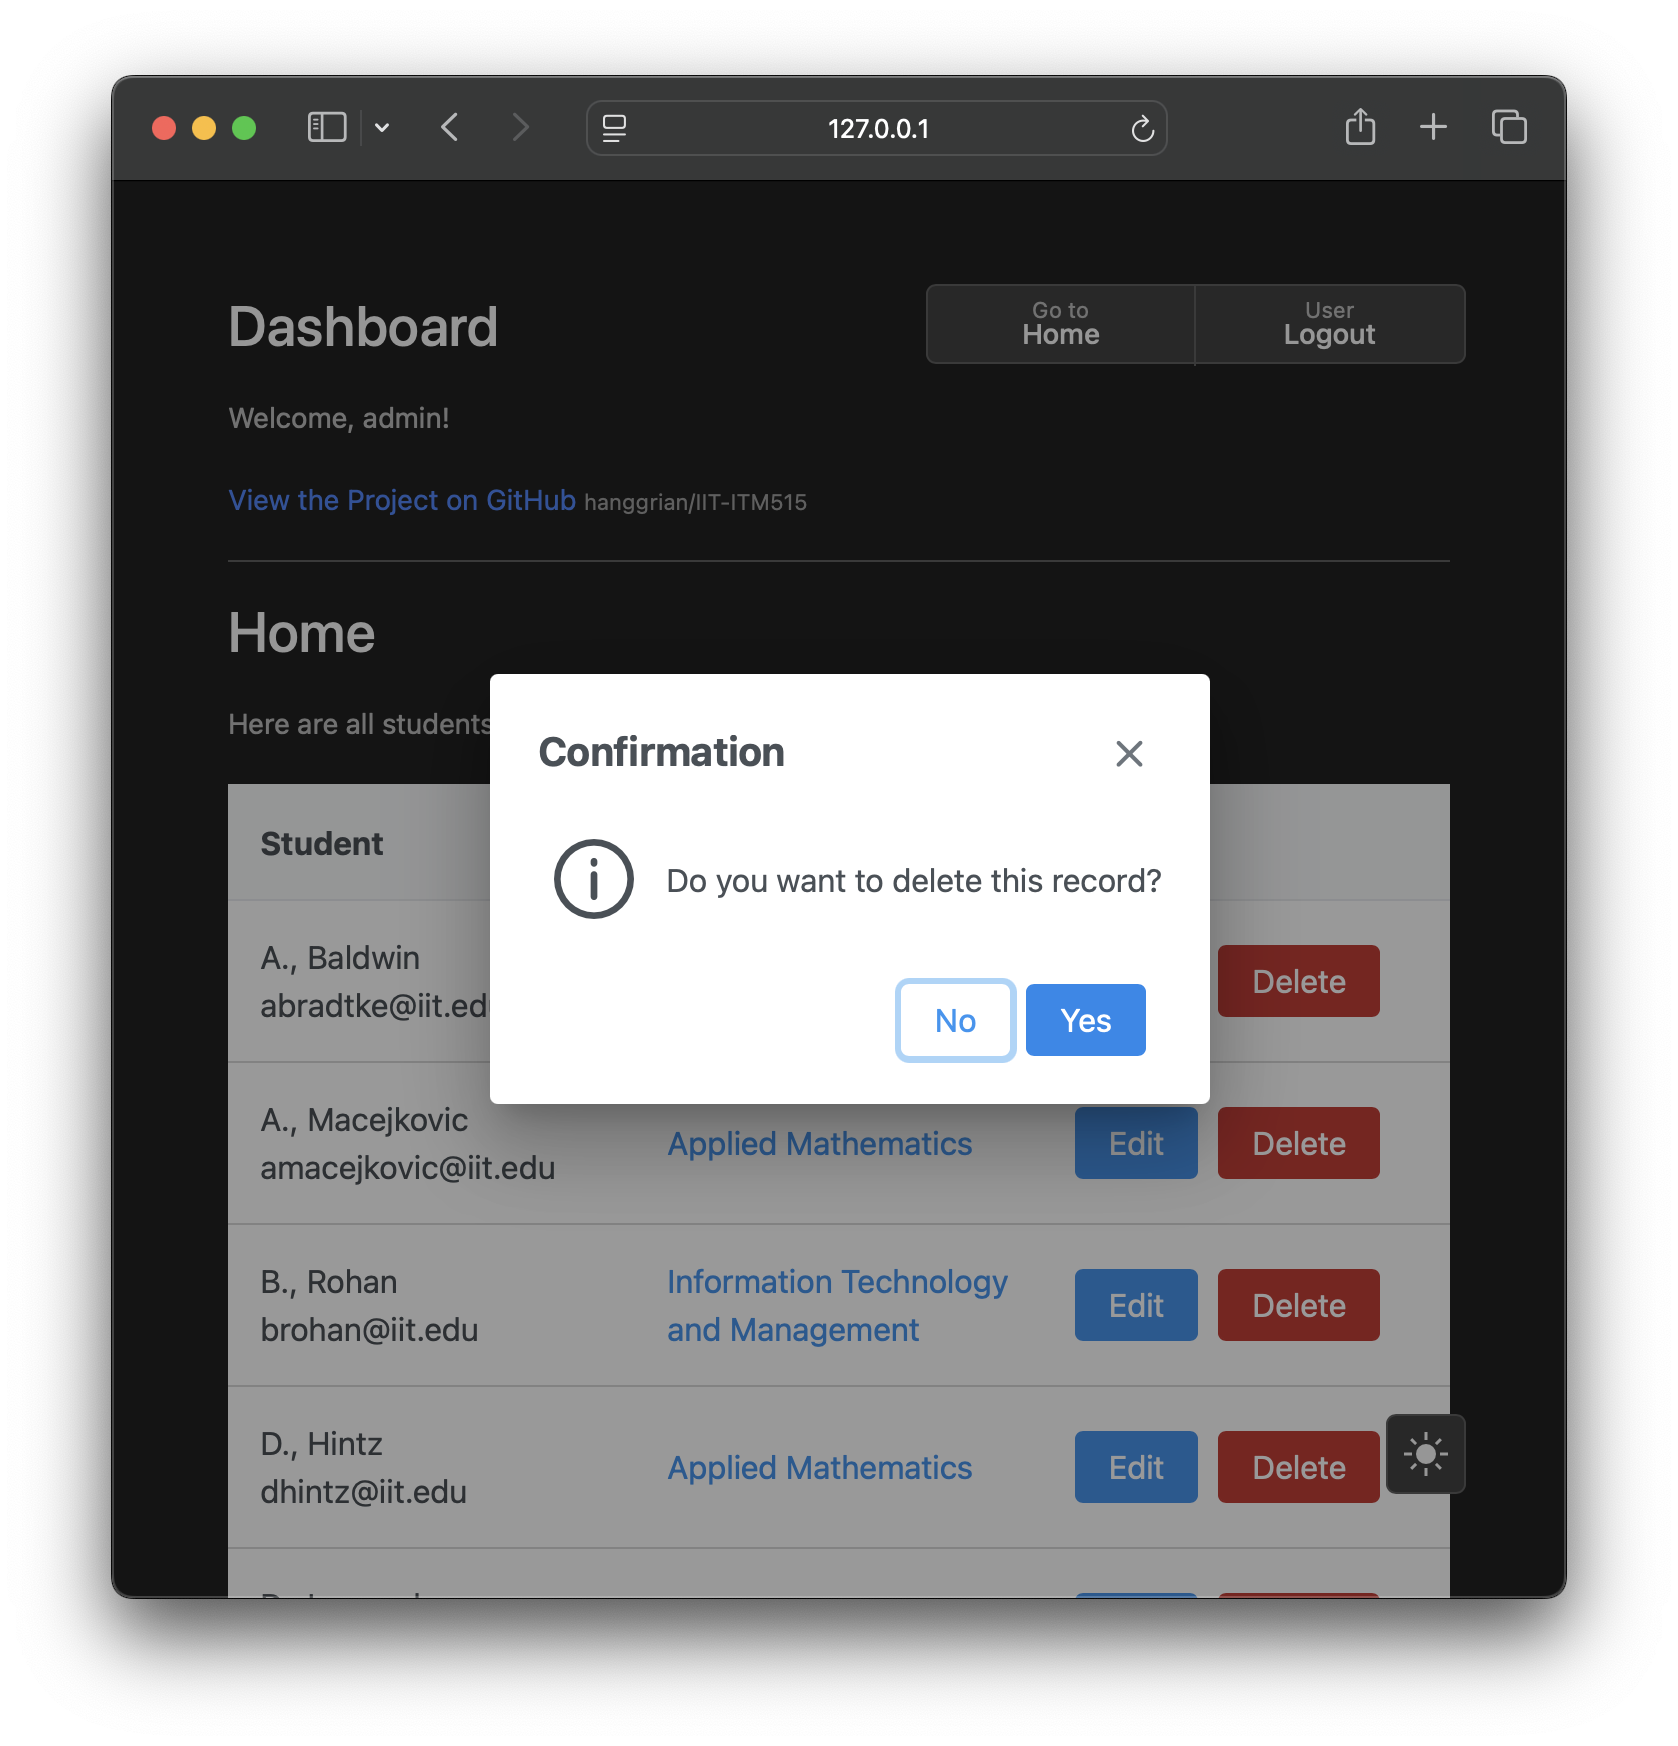 127.0.0.1
Dashboard
Go to
Home
User
Logout
Welcome, admin!
View the Project on GitHub hanggrian/IIT-ITM515
Home
Here are all students
Confirmation
Do you want to delete this record?
No
Yes
Student
A., Baldwin
Delete
A., Macejkovic
amacejkovic@iit.edu
Applied Mathematics
Edit
Delete
B., Rohan
brohan@iit.edu
Information Technology
and Management
Edit
Delete
D., Hintz
dhintz@iit.edu
Applied Mathematics
Edit
Delete